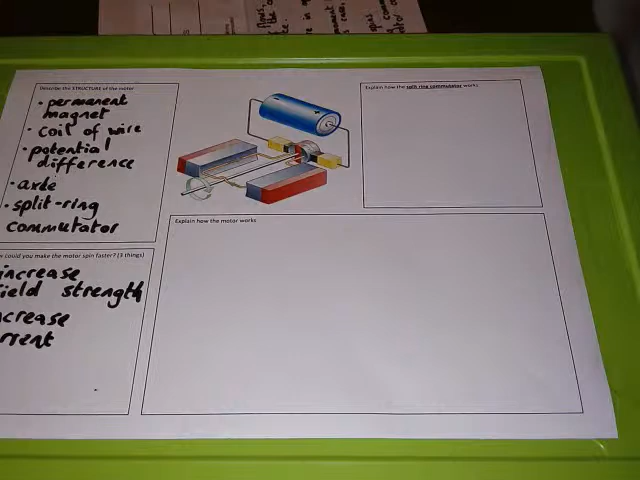 Describe the STRUCTURE of the motor
• permanent
magnet
• coil of wire
• potential
difference
• axle
• split-ring
commutator
Explain how the split ring commutator works
Explain how the motor works
could you make the motor spin faster? (3 things)
increase
field strength
increase